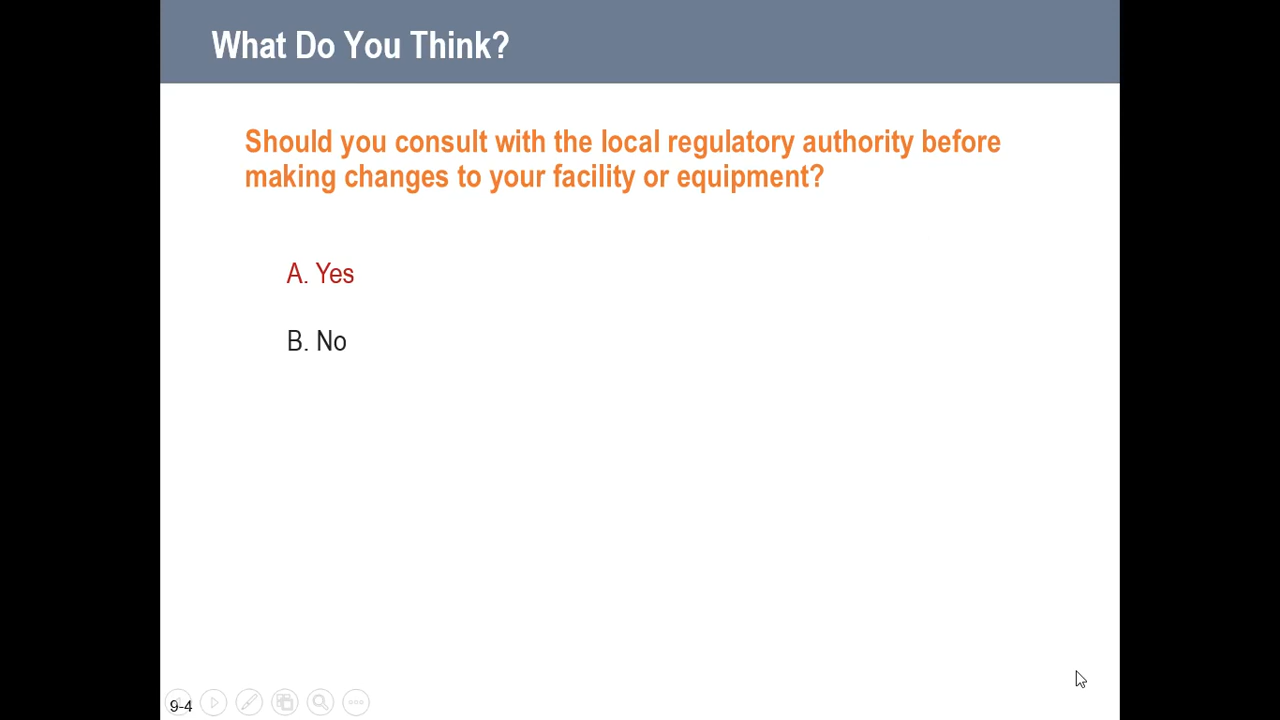 What Do You Think?
Should you consult with the local regulatory authority before
making changes to your facility or equipment?
A. Yes
B. No
9-4